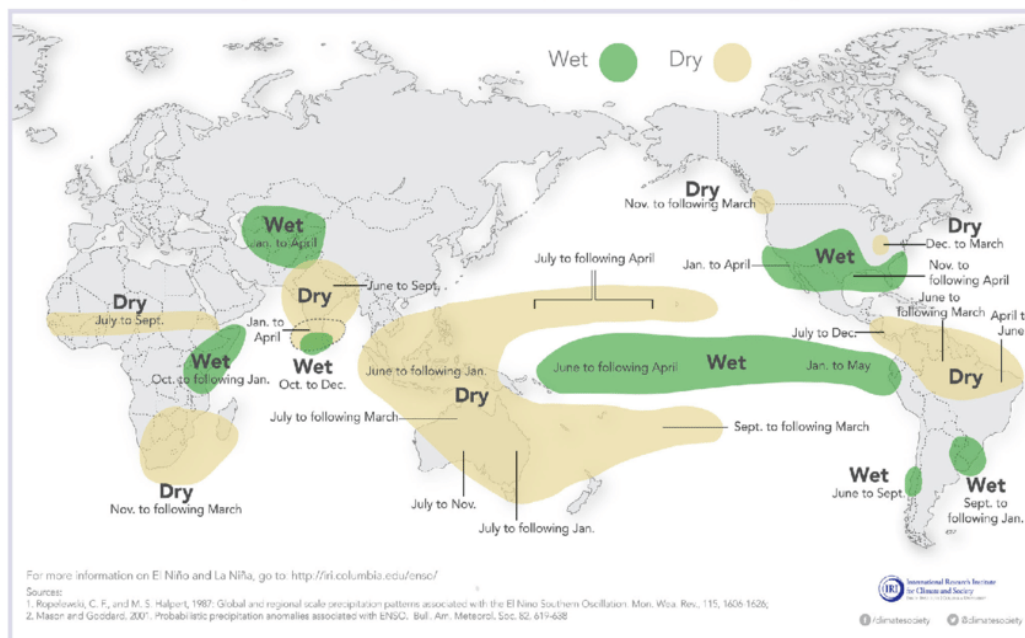 Wet
Dry
Dry
Nov. to following March
Wet
Jan. to April
Dry
Dec. to March
July to following April
Jan. to April
Wet
Nov. to
following April
June to Sept.
Dry
Dry
July to Sept.
June to
following March
April to
June
Jan. to
April
July to Dec.
Wet
Oct. to following Jan.
Wet
Oct. to Dec.
June to following Jan.
Dry
June to following April
Wet
Jan. to May
Dry
July to following March
Sept. to following March
Dry
Nov. to following March
July to Nov.
July to following Jan.
Wet
June to Sept.
Wet
Sept. to
following Jan.
For more information on El Niño and La Niña, go to: http://iri.columbia.edu/enso/
Sources:
1. Ropelewski, C. F., and M. S. Halpert, 1987: Global and regional scale precipitation patterns associated with the El Nino Southern Oscillation. Mon. Wea. Rev., 115, 1606-1626;
2. Mason and Goddard, 2001. Probabilistic precipitation anomalies associated with ENSO. Bull. Am. Meteorol. Soc. 82, 619-638
IRI
International Research Institute
for Climate and Society
/climatesociety
@climatesociety